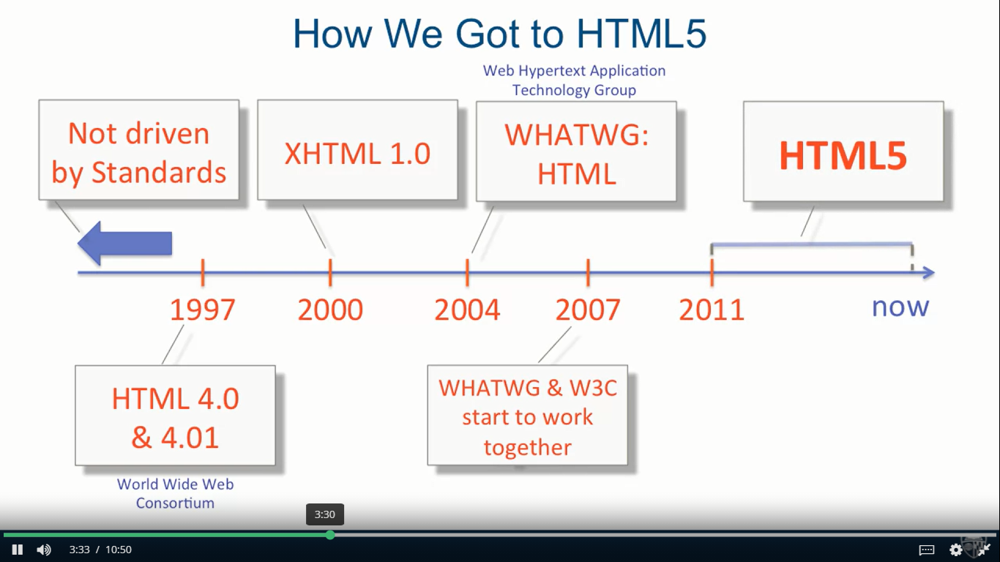 How We Got to HTML5
Web Hypertext Application
Technology Group
Not driven
by Standards
XHTML 1.0
WHATWG:
HTML
HTML5
1997
2000
2004
2007
2011
now
HTML 4.0
& 4.01
WHATWG & W3C
start to work
together
World Wide Web
Consortium
3:30
3:33 / 10:50